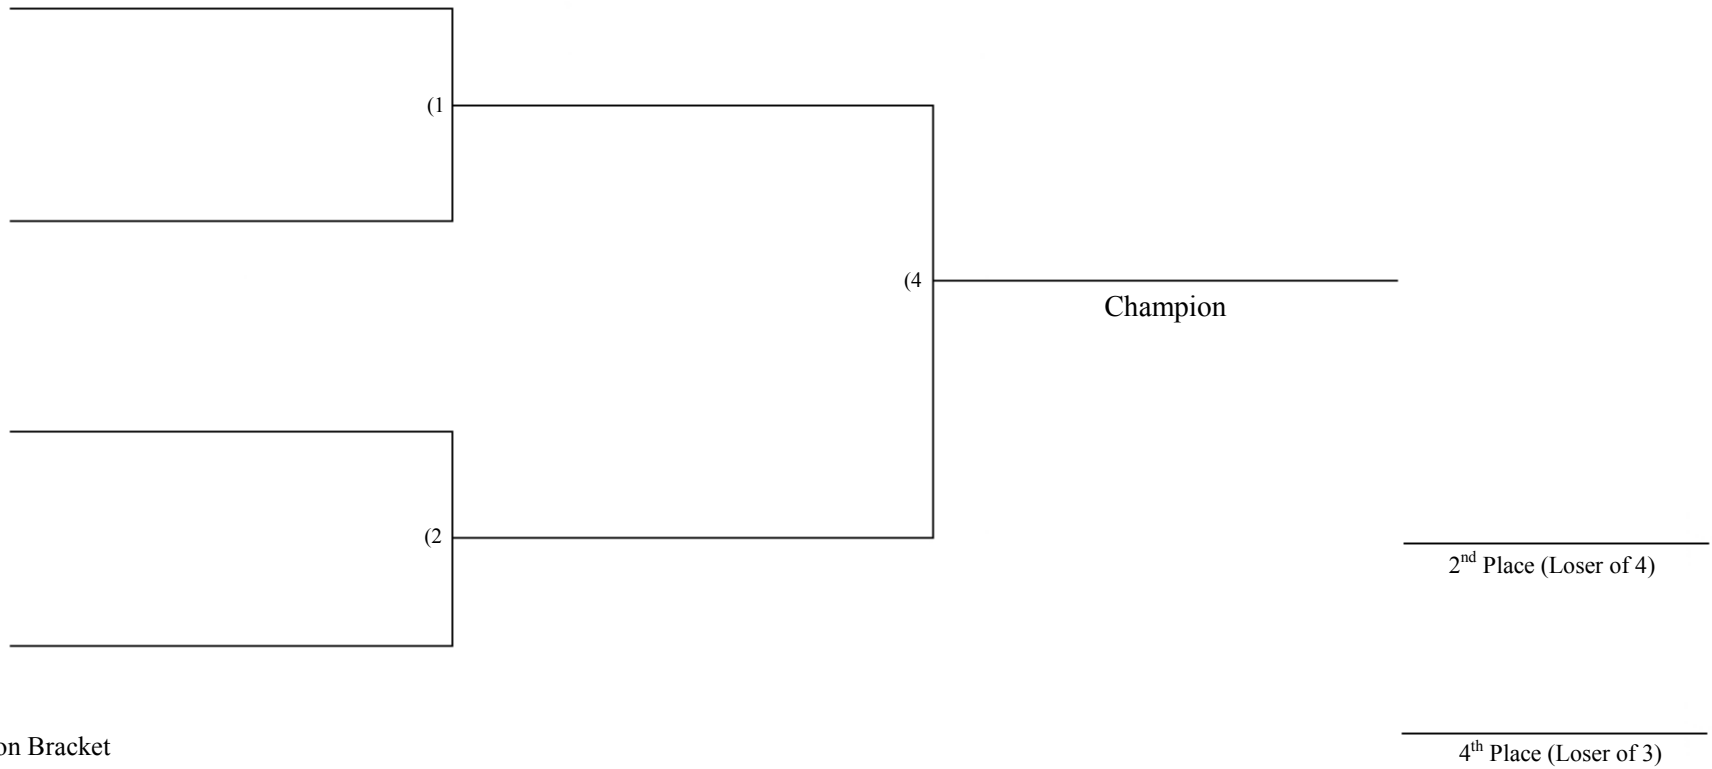 (1
(4
Champion
(2
2nd Place (Loser of 4)
on Bracket
4th Place (Loser of 3)